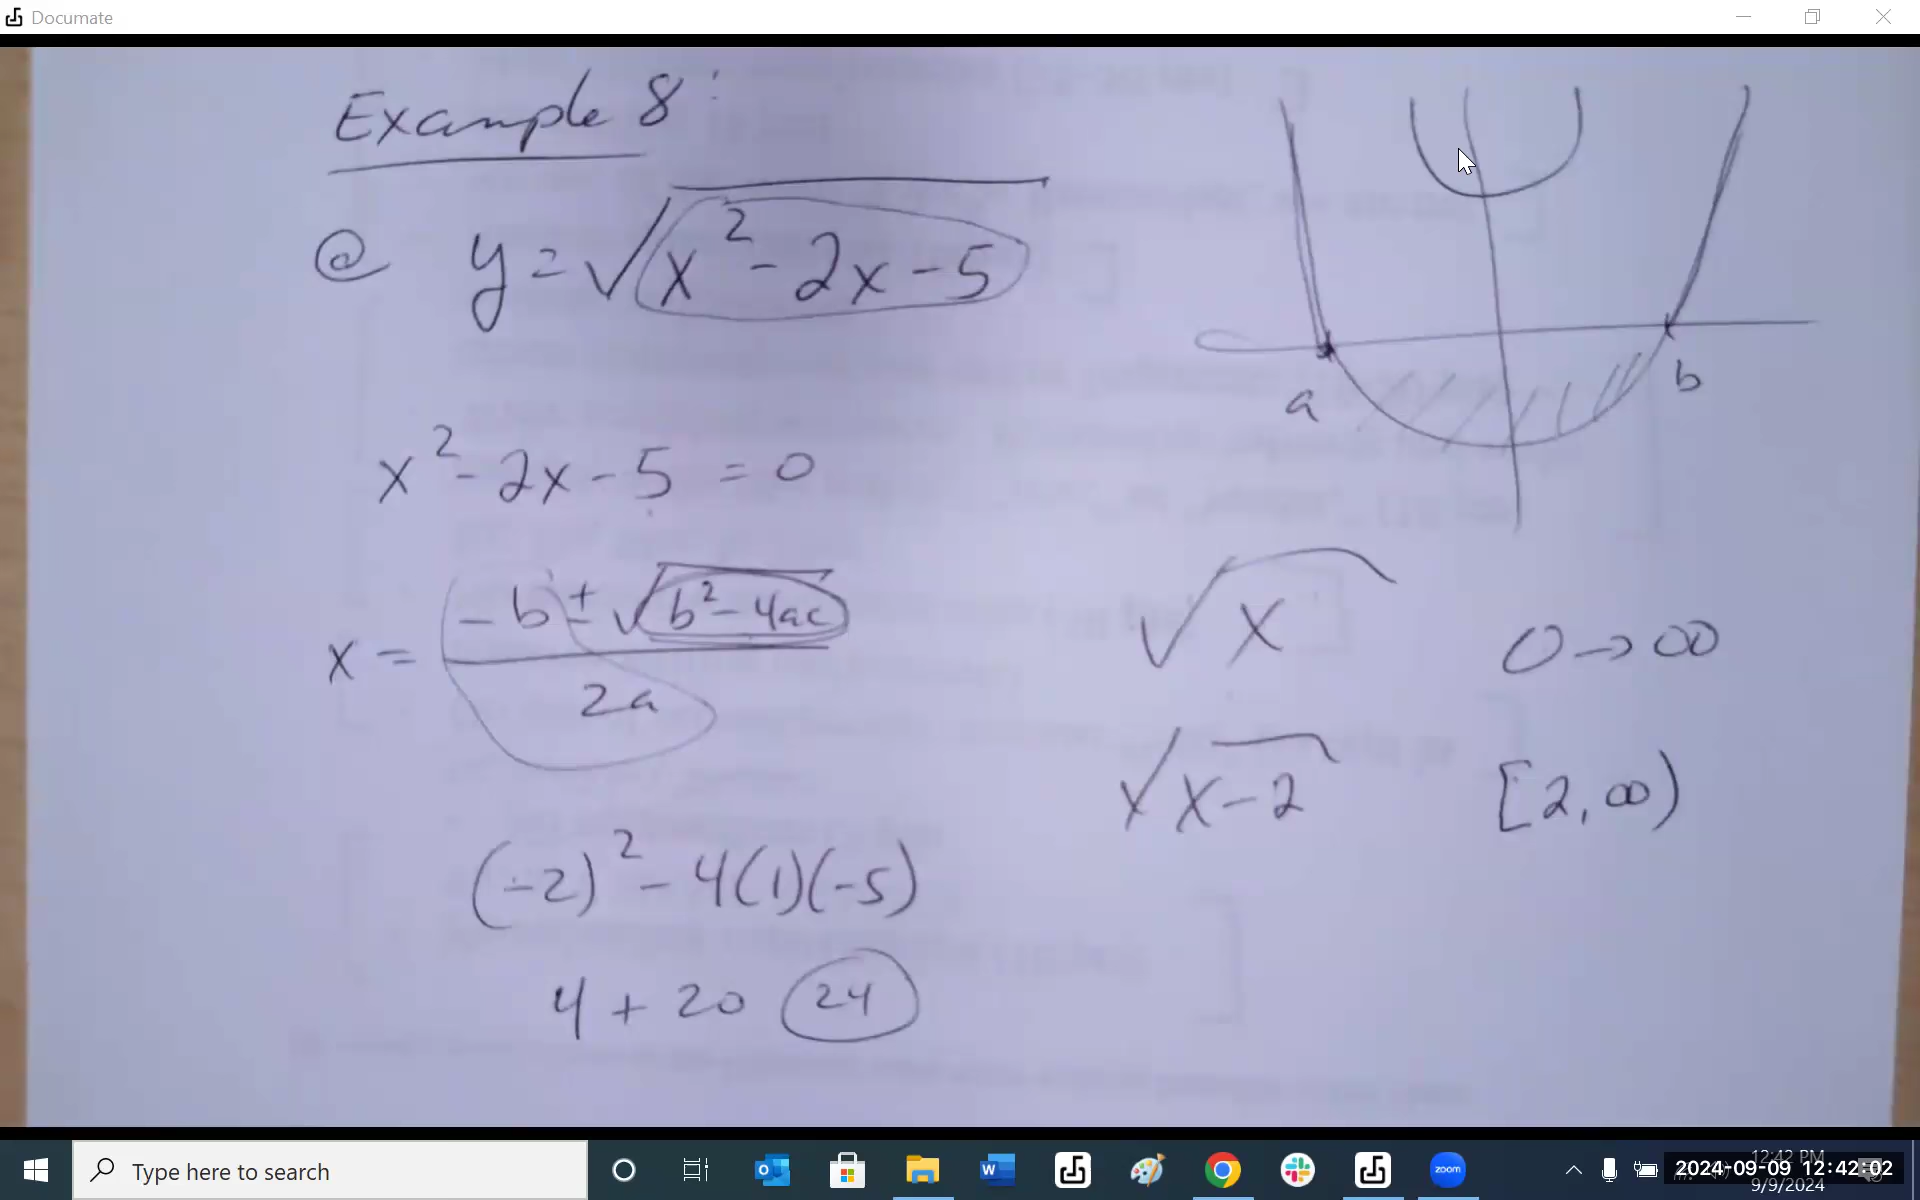 Documate
Example 8:
@ y = √x² - 2x - 5
a
b
x² - 2x - 5 = 0
x = -b ± √b² - 4ac
2a
√x 0 → ∞
√x - 2 [2, ∞)
(-2)² - 4(1)(-5)
4 + 20 24
Type here to search
zoom
12:42 PM
2024-09-09 12:42:02
9/9/2024